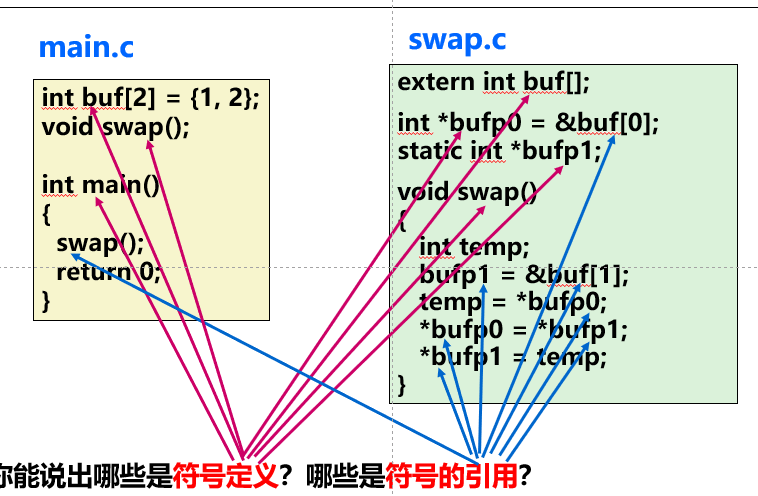 main.c
int buf[2] = {1, 2};
void swap();
int main()
{
swap();
return 0;
}
swap.c
extern int buf[];
int *bufp0 = &buf[0];
static int *bufp1;
void swap()
{
int temp;
bufp1 = &buf[1];
temp = *bufp0;
*bufp0 = *bufp1;
*bufp1 = temp;
}
你能说出哪些是符号定义？哪些是符号的引用？